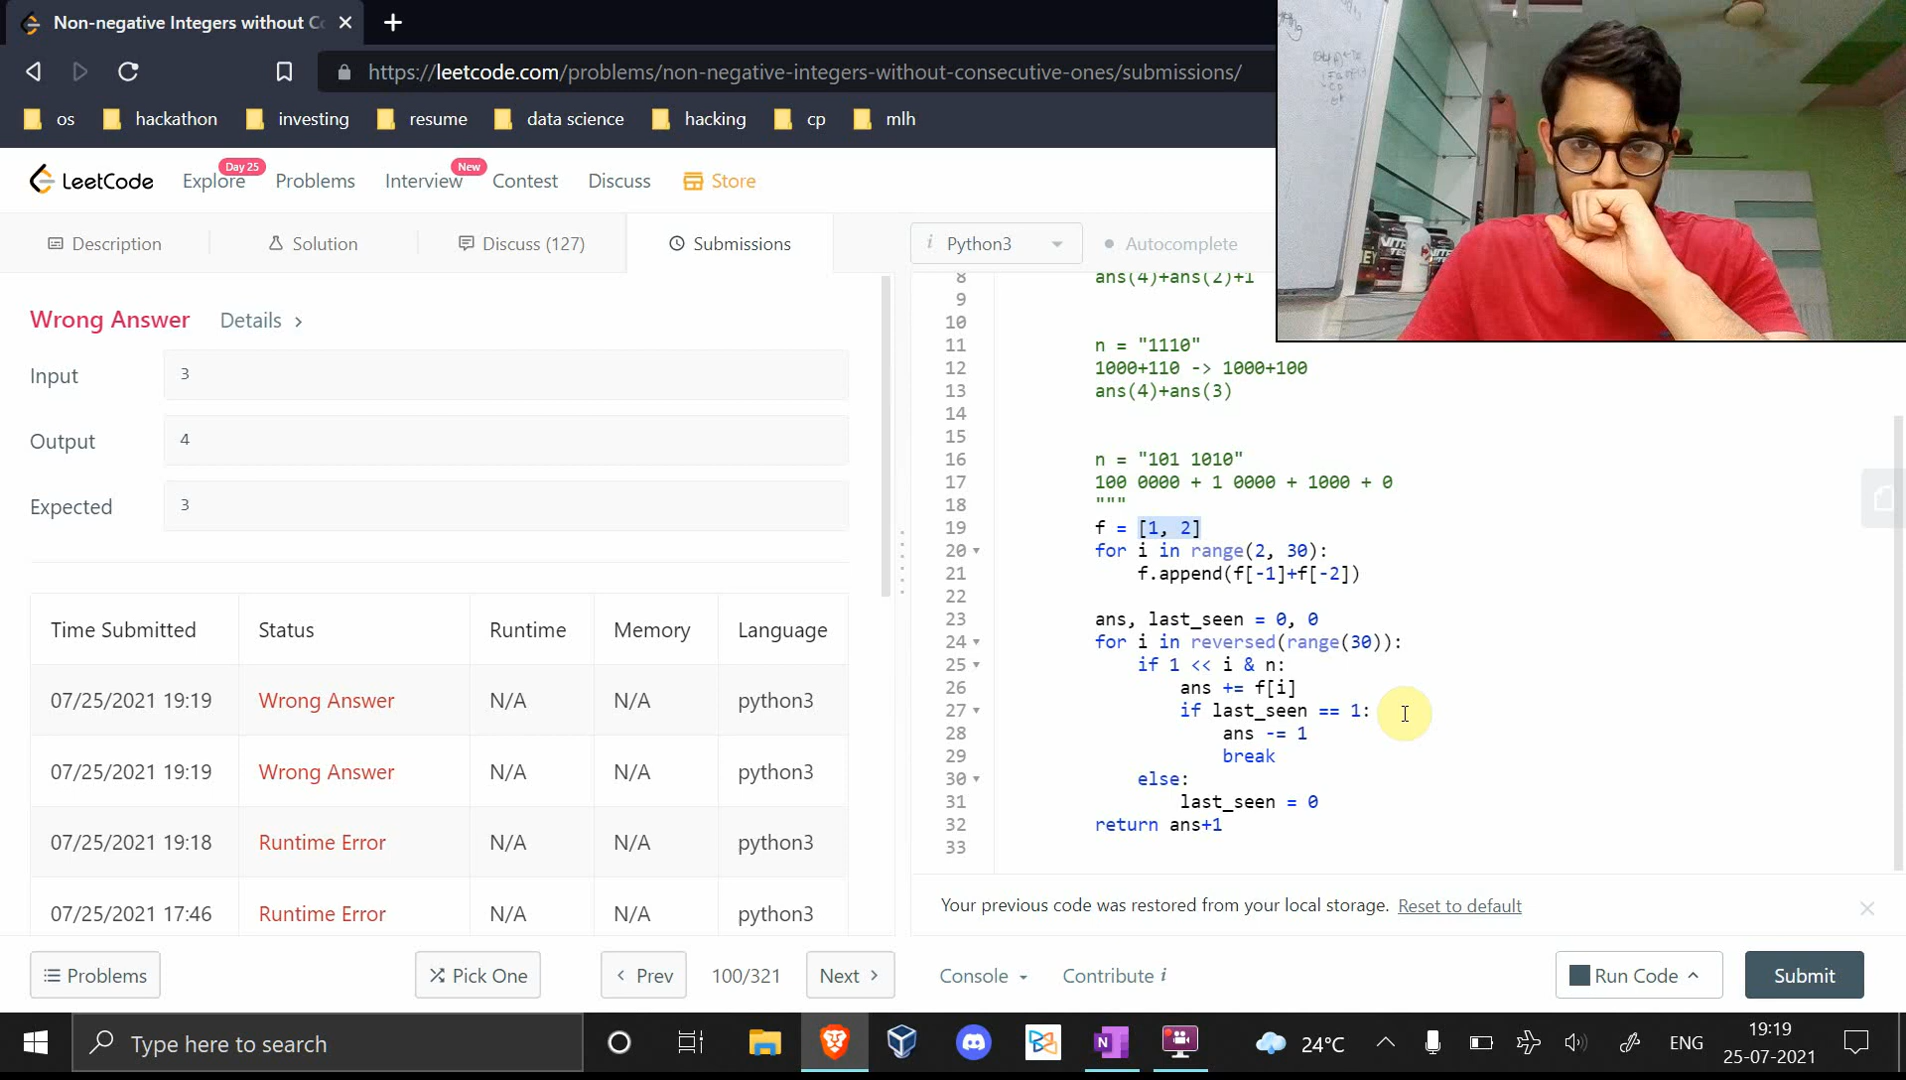 Non-negative Integers without Co
https://leetcode.com/problems/non-negative-integers-without-consecutive-ones/submissions/
os hackathon investing resume data science hacking cp mlh
Day 25 New
LeetCode Explore Problems Interview Contest Discuss Store
Description Solution Discuss (127) Submissions
i Python3 Autocomplete
Wrong Answer Details
Input 3
Output 4
Expected 3
Time Submitted Status Runtime Memory Language
07/25/2021 19:19 Wrong Answer N/A N/A python3
07/25/2021 19:19 Wrong Answer N/A N/A python3
07/25/2021 19:18 Runtime Error N/A N/A python3
07/25/2021 17:46 Runtime Error N/A N/A python3
8 ans(4)+ans(2)+1
9
10
11 n = "1110"
12 1000+110 -> 1000+100
13 ans(4)+ans(3)
14
15
16 n = "101 1010"
17 100 0000 + 1 0000 + 1000 + 0
18 """
19 f = [1, 2]
20 for i in range(2, 30):
21 f.append(f[-1]+f[-2])
22
23 ans, last_seen = 0, 0
24 for i in reversed(range(30)):
25 if 1 << i & n:
26 ans += f[i]
27 if last_seen == 1:
28 ans -= 1
29 break
30 else:
31 last_seen = 0
32 return ans+1
33
Your previous code was restored from your local storage. Reset to default
Problems Pick One < Prev 100/321 Next > Console Contribute i Run Code Submit
Type here to search
24°C ENG
19:19
25-07-2021